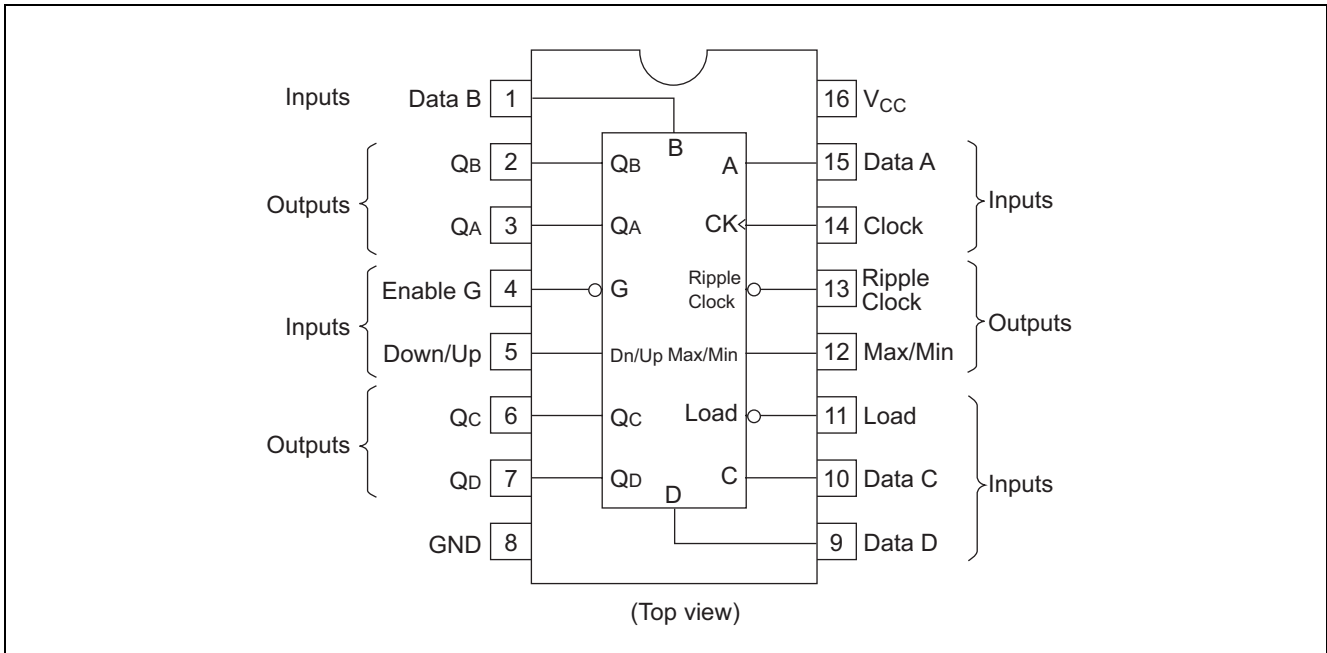 Inputs Data B 1 16 VCC
B
QB 2 QB A 15 Data A
Outputs Inputs
QA 3 QA CK 14 Clock
Enable G 4 G Ripple Clock 13 Ripple Clock
Inputs Outputs
Down/Up 5 Dn/Up Max/Min 12 Max/Min
QC 6 QC Load 11 Load
Outputs Inputs
QD 7 QD C 10 Data C
D
GND 8 9 Data D
(Top view)